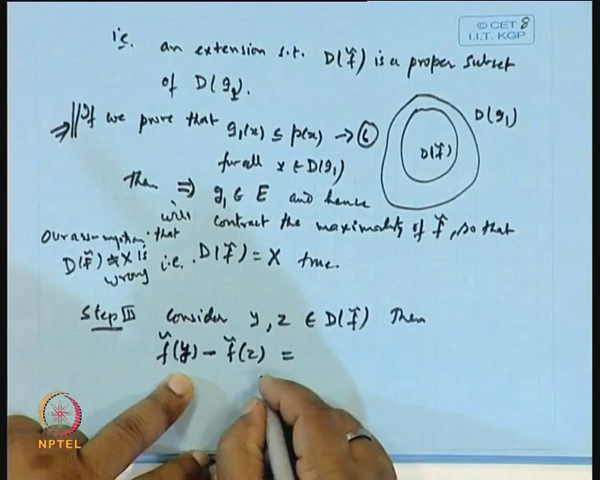 © CET
I.I.T. KGP
8
i.e. an extension s.t. D(f̃) is a proper subset
of D(g₁).
⇒ || If we prove that g₁(x) ≤ p(x) → ⑥
for all x ∈ D(g₁)
D(g₁)
D(f̃)
Then ⇒ g₁ ∈ E and hence
will contract the maximality of f̃, so that
Our assumption that
D(f̃) ≠ X is
wrong i.e. D(f̃) = X true.
Step III Consider y, z ∈ D(f̃) Then
f̃(y) − f̃(z) =
NPTEL